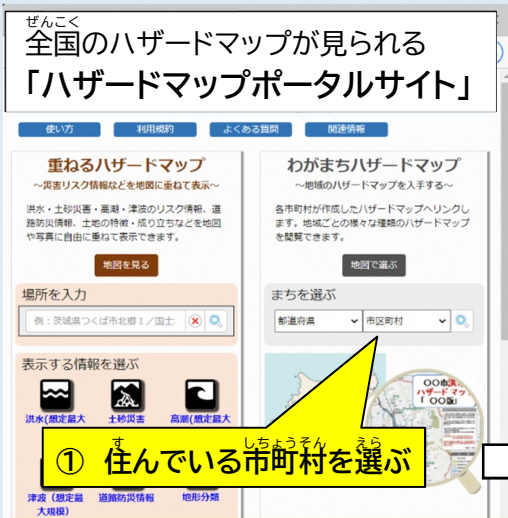 ぜんこく
全国のハザードマップが見られる
「ハザードマップポータルサイト」
使い方 利用規約 よくある質問 関連情報
重ねるハザードマップ
～災害リスク情報などを地図に重ねて表示～
洪水・土砂災害・高潮・津波のリスク情報、道
路防災情報、土地の特徴・成り立ちなどを地図
や写真に自由に重ねて表示できます。
地図を見る
場所を入力
例：茨城県つくば市北郷1／国土
表示する情報を選ぶ
洪水(想定最大 土砂災害 高潮(想定最大
津波（想定最
大規模） 道路防災情報 地形分類
わがまちハザードマップ
～地域のハザードマップを入手する～
各市町村が作成したハザードマップへリンクし
ます。地域ごとの様々な種類のハザードマップ
を閲覧できます。
地図で選ぶ
まちを選ぶ
都道府県 市区町村
〇〇市洪
ハザードマッ
「 〇〇版」
す しちょうそん えら
① 住んでいる市町村を選ぶ